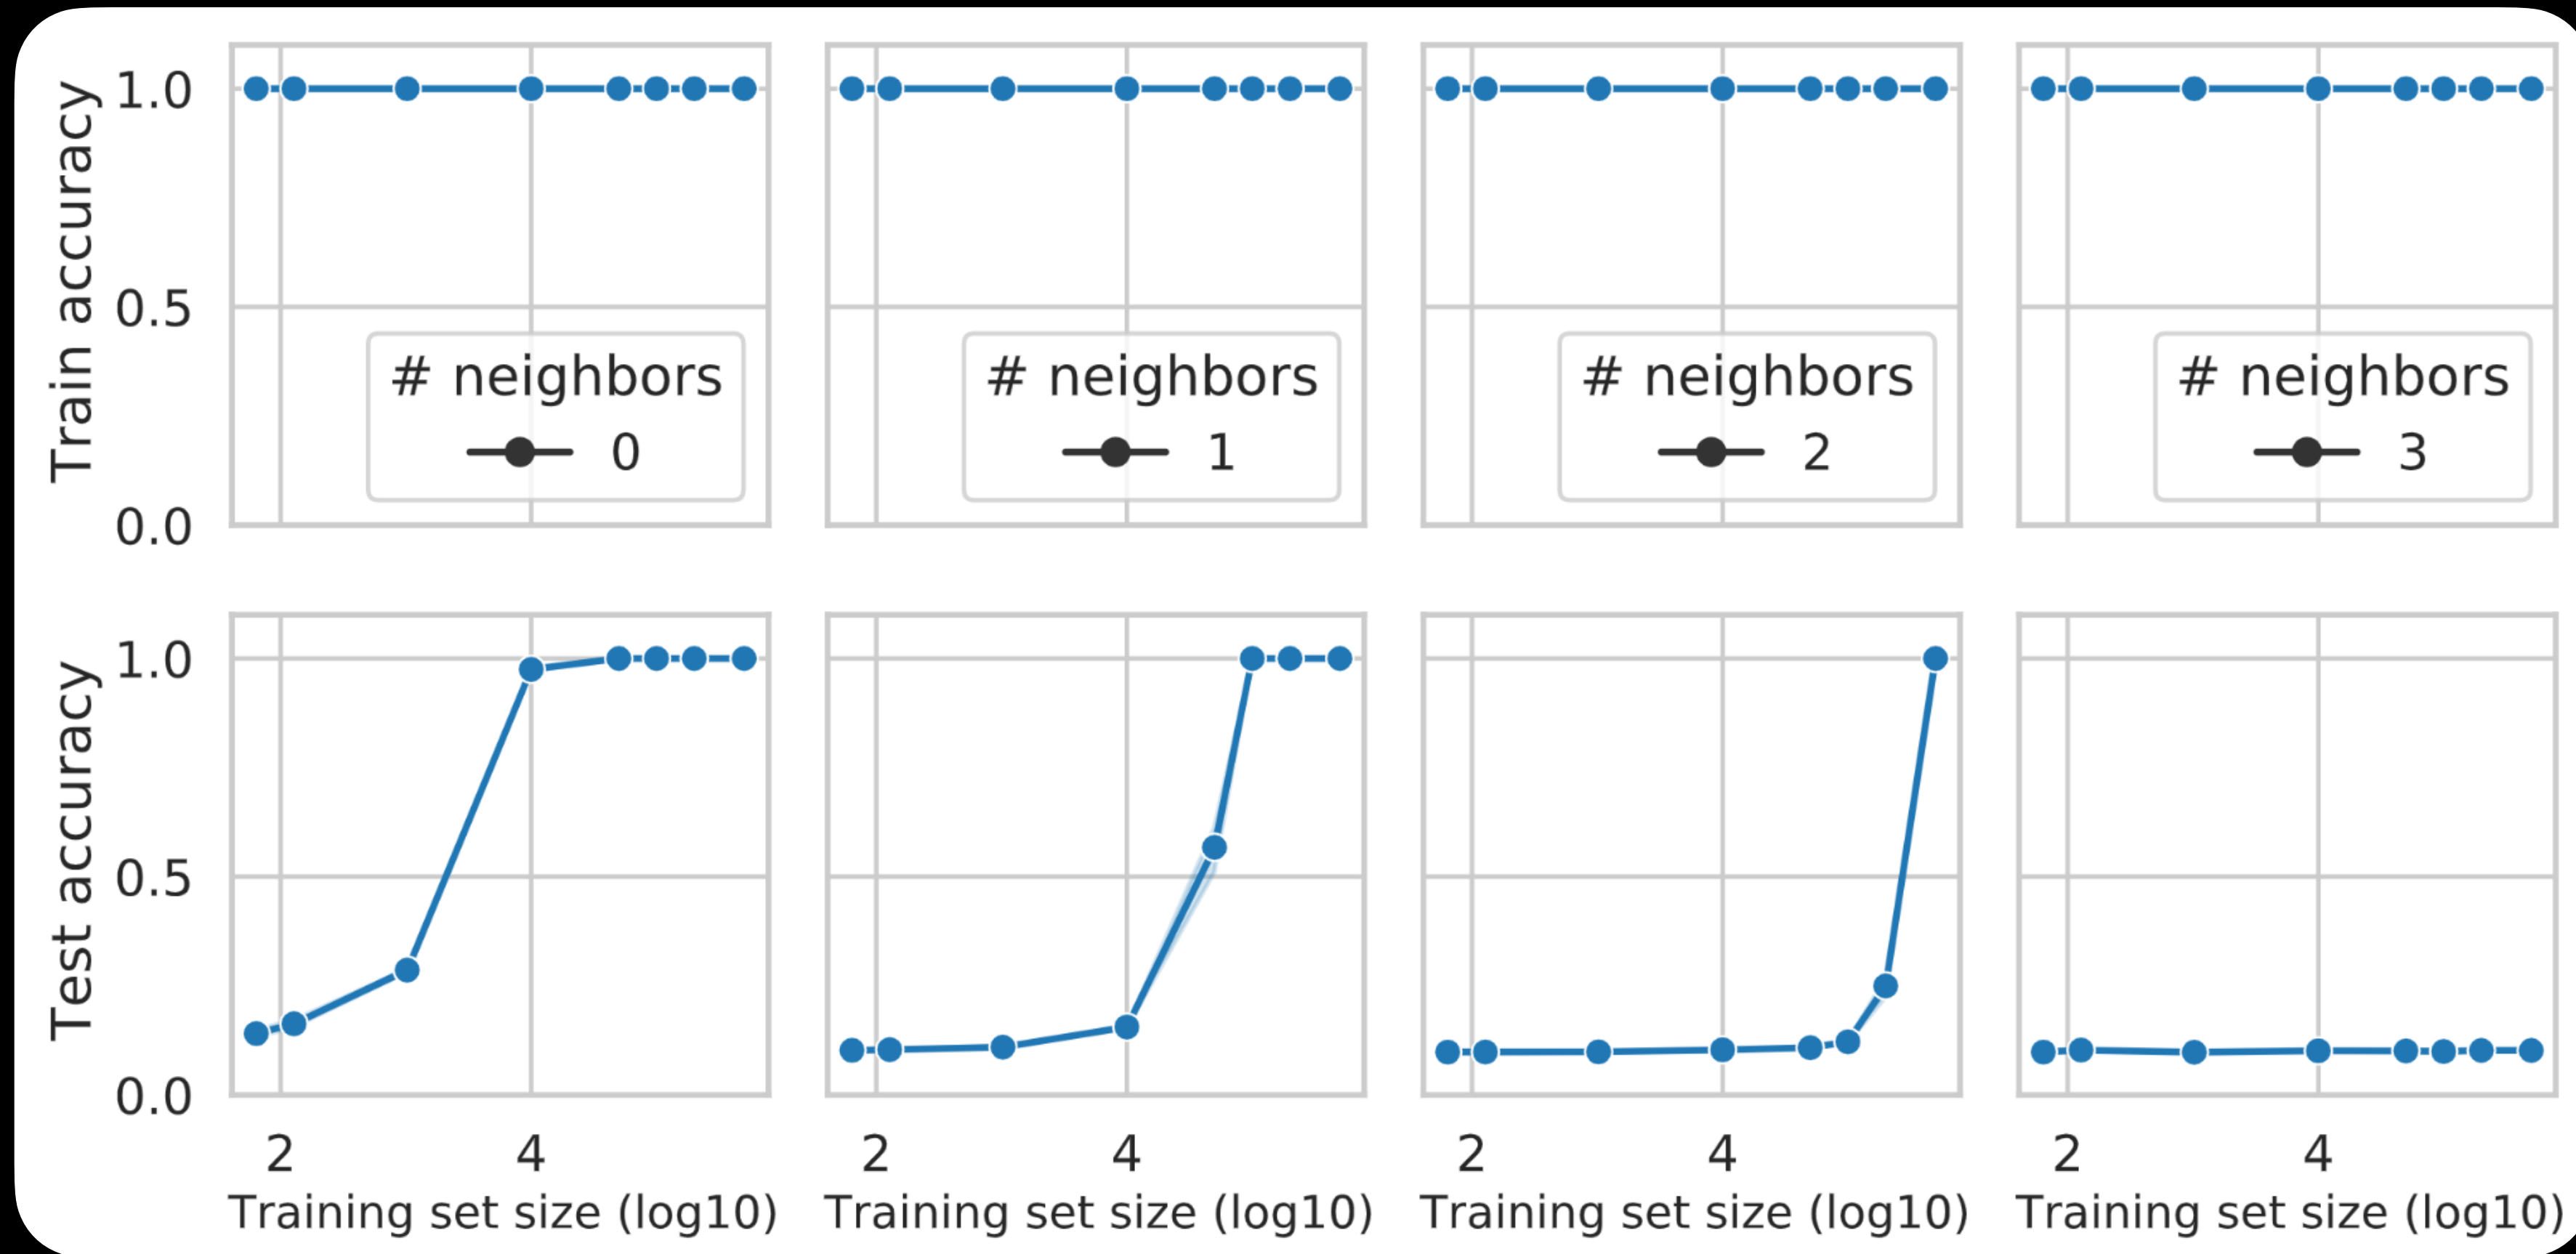 Train accuracy
1.0
0.5
0.0
# neighbors
0
# neighbors
1
# neighbors
2
# neighbors
3
Test accuracy
1.0
0.5
0.0
2 4
Training set size (log10)
2 4
Training set size (log10)
2 4
Training set size (log10)
2 4
Training set size (log10)